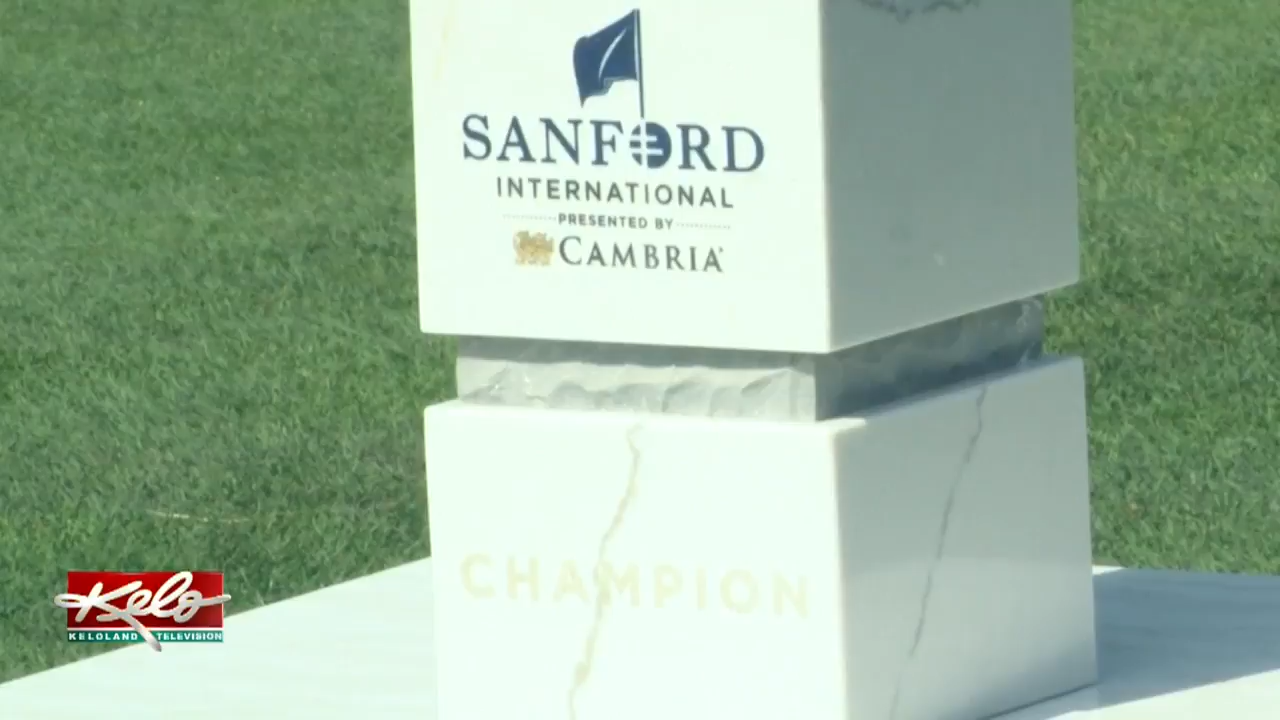 SANFORD
INTERNATIONAL
PRESENTED BY
CAMBRIA
CHAMPION
Kelo
KELOLAND TELEVISION